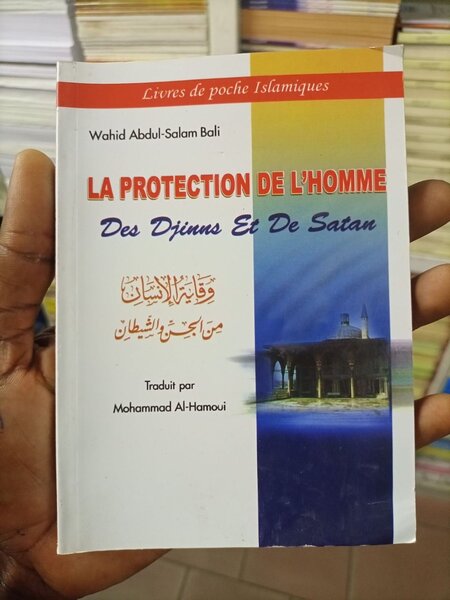 Livres de poche Islamiques
Wahid Abdul-Salam Bali
LA PROTECTION DE L'HOMME
Des Djinns Et De Satan
وقاية الإنسان
من الجن والشيطان
Traduit par
Mohammad Al-Hamoui